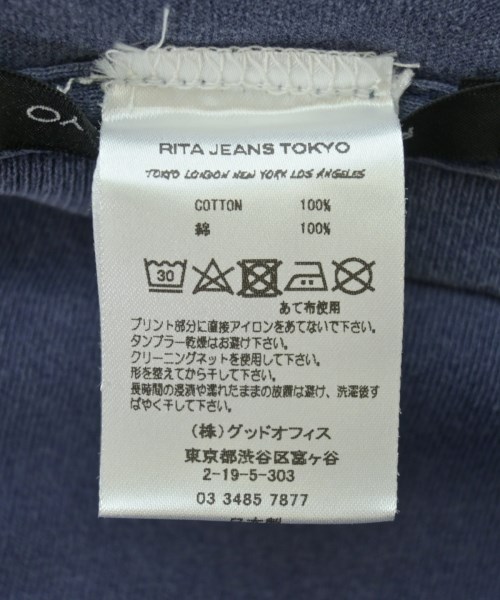 RITA JEANS TOKYO
TOKYO LONDON NEW YORK LOS ANGELES
COTTON 100%
綿 100%
30
あて布使用
プリント部分に直接アイロンをあてないで下さい。
タンブラー乾燥はお避け下さい。
クリーニングネットを使用して下さい。
形を整えてから干して下さい。
長時間の浸漬や濡れたままの放置は避け、洗濯後す
ばやく干して下さい。
(株)グッドオフィス
東京都渋谷区富ヶ谷
2-19-5-303
03 3485 7877
日本製